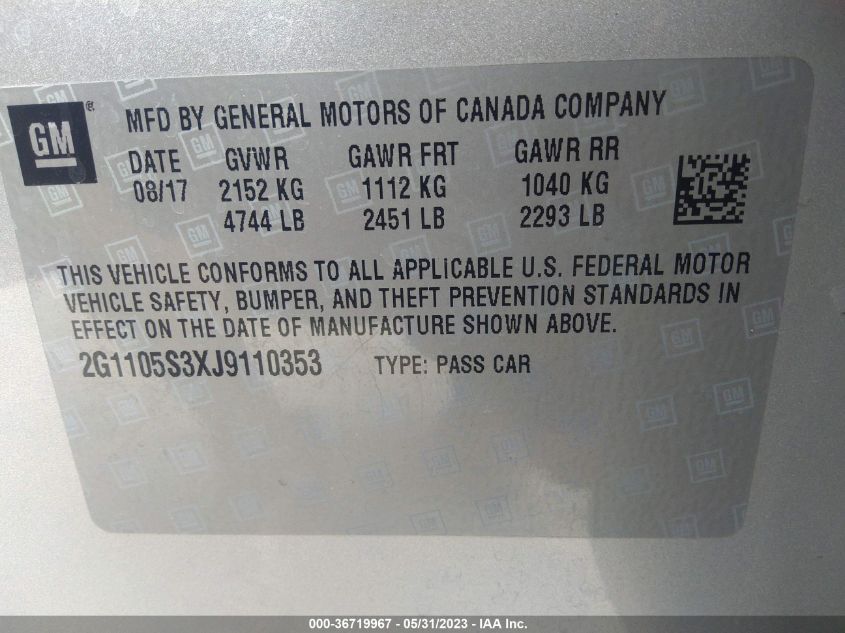 GM ®
MFD BY GENERAL MOTORS OF CANADA COMPANY
DATE GVWR GAWR FRT GAWR RR
08/17 2152 KG 1112 KG 1040 KG
4744 LB 2451 LB 2293 LB
THIS VEHICLE CONFORMS TO ALL APPLICABLE U.S. FEDERAL MOTOR
VEHICLE SAFETY, BUMPER, AND THEFT PREVENTION STANDARDS IN
EFFECT ON THE DATE OF MANUFACTURE SHOWN ABOVE.
2G1105S3XJ9110353 TYPE: PASS CAR
000-36719967 - 05/31/2023 - IAA Inc.